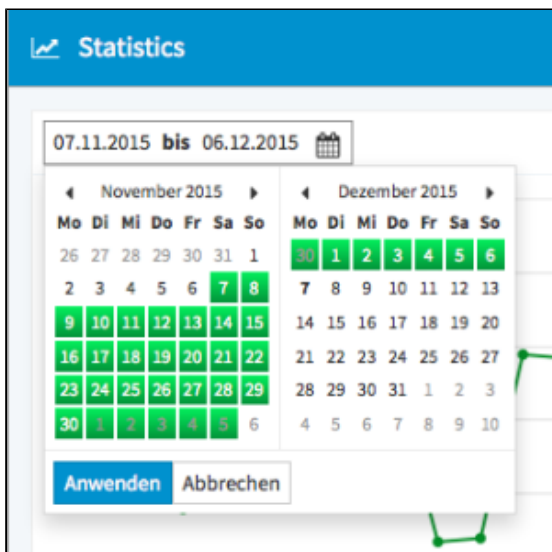 Statistics
07.11.2015 bis 06.12.2015
November 2015
Mo Di Mi Do Fr Sa So
26 27 28 29 30 31 1
2 3 4 5 6 7 8
9 10 11 12 13 14 15
16 17 18 19 20 21 22
23 24 25 26 27 28 29
30 1 2 3 4 5 6
Dezember 2015
Mo Di Mi Do Fr Sa So
30 1 2 3 4 5 6
7 8 9 10 11 12 13
14 15 16 17 18 19 20
21 22 23 24 25 26 27
28 29 30 31 1 2 3
4 5 6 7 8 9 10
Anwenden Abbrechen